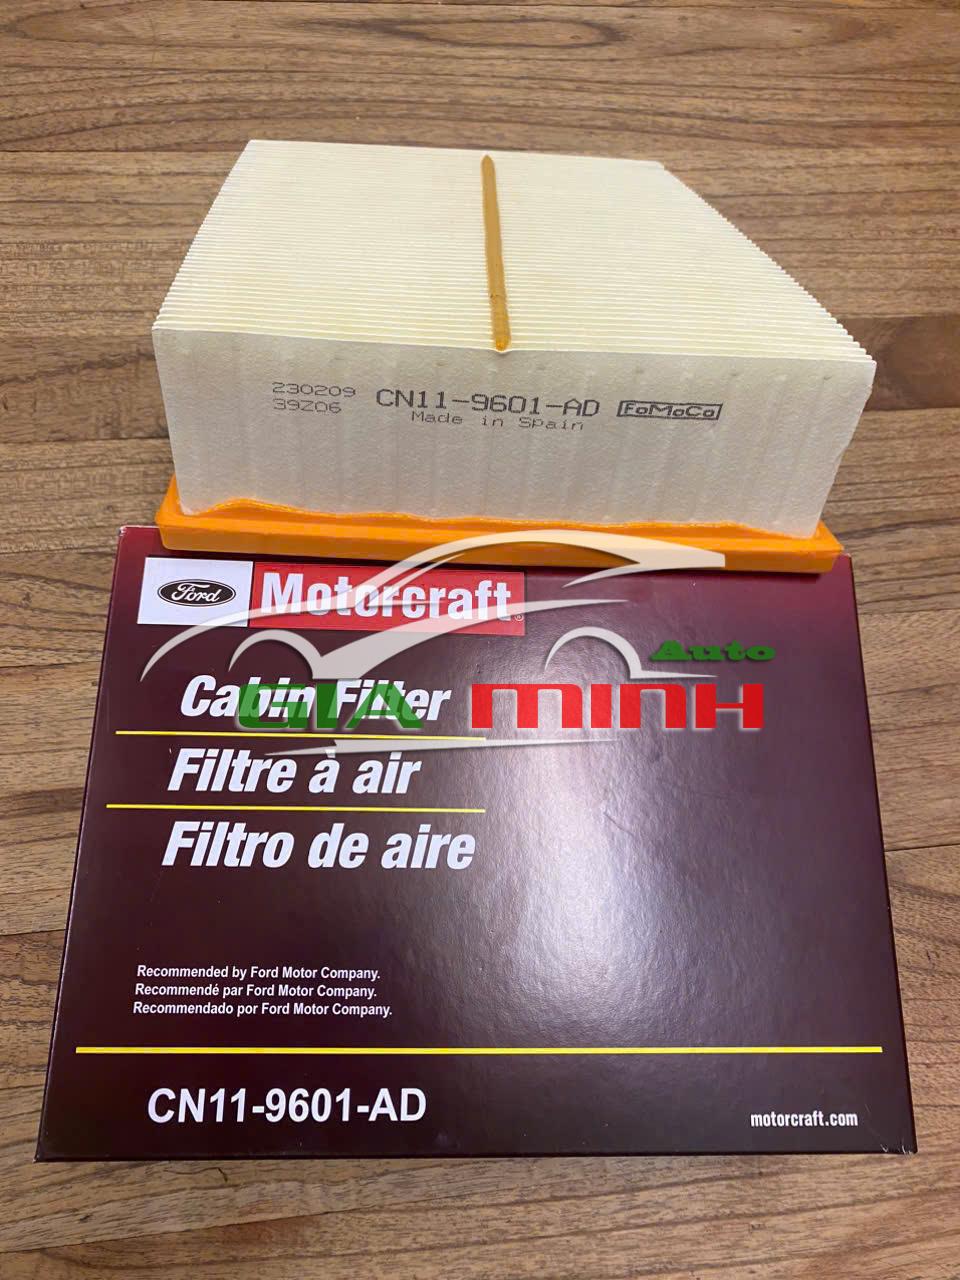 230209 CN11-9601-AD FoMoCo
39Z06 Made in Spain
Ford Motorcraft®
Auto
Cabin Filter
GIA MINH
Filtre à air
Filtro de aire
Recommended by Ford Motor Company.
Recommendé par Ford Motor Company.
Recommendado por Ford Motor Company.
CN11-9601-AD
motorcraft.com